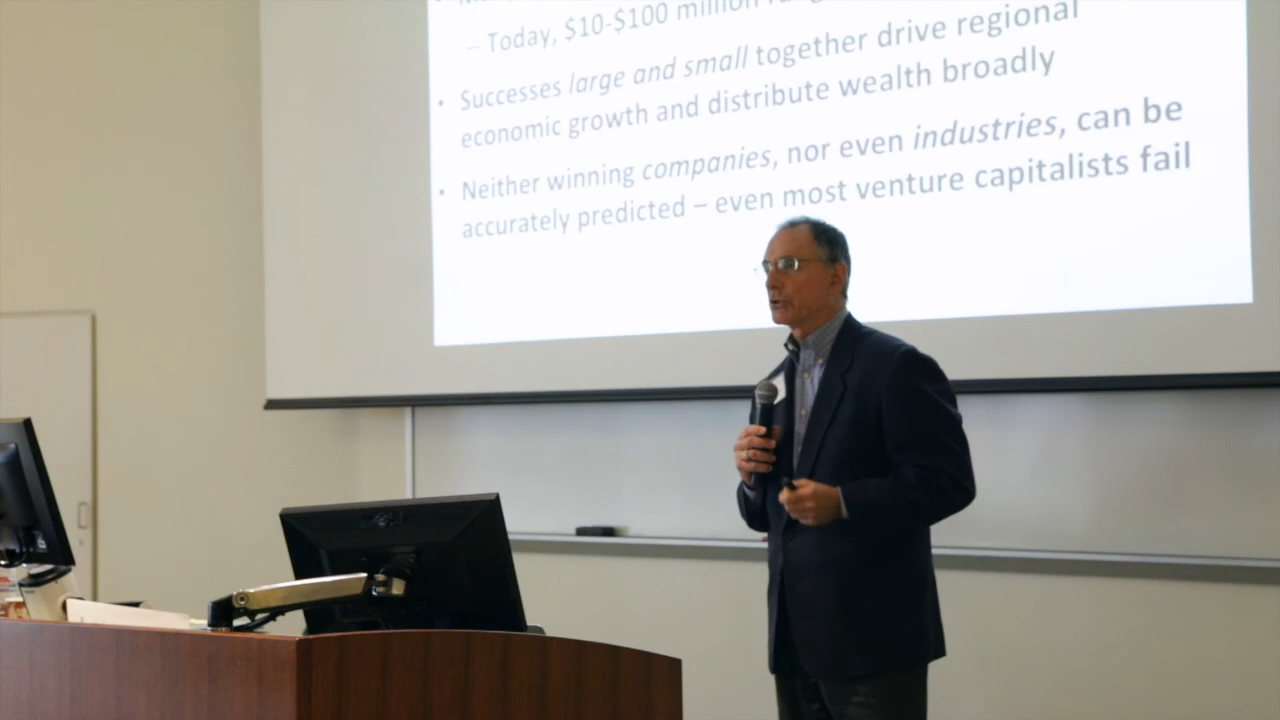 – Today, $10-$100 million
• Successes large and small together drive regional
economic growth and distribute wealth broadly
• Neither winning companies, nor even industries, can be
accurately predicted – even most venture capitalists fail